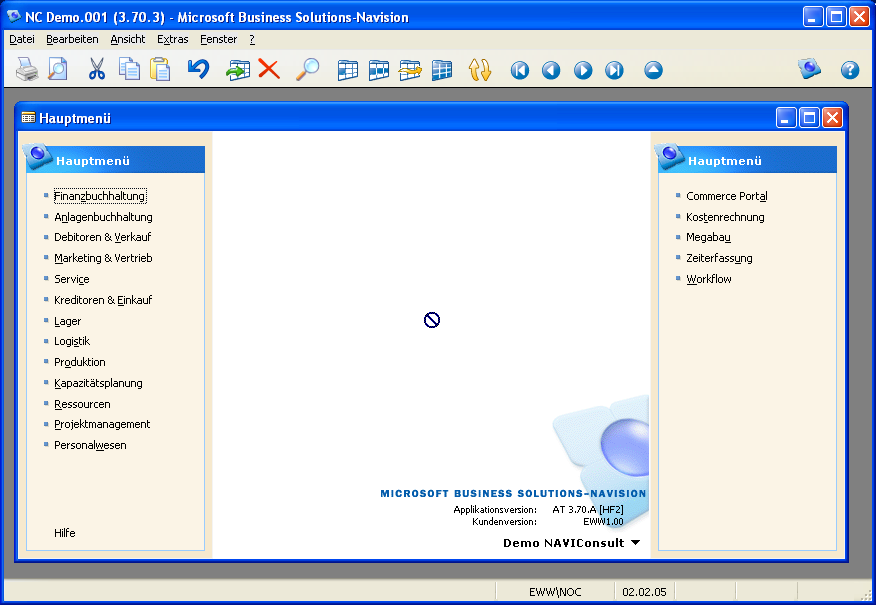 NC Demo.001 (3.70.3) - Microsoft Business Solutions-Navision
Datei Bearbeiten Ansicht Extras Fenster ?
Hauptmenü
Hauptmenü
Finanzbuchhaltung
Anlagenbuchhaltung
Debitoren & Verkauf
Marketing & Vertrieb
Service
Kreditoren & Einkauf
Lager
Logistik
Produktion
Kapazitätsplanung
Ressourcen
Projektmanagement
Personalwesen
Hilfe
MICROSOFT BUSINESS SOLUTIONS-NAVISION
Applikationsversion: AT 3.70.A [HF2]
Kundenversion: EWW1.00
Demo NAVIConsult
Hauptmenü
Commerce Portal
Kostenrechnung
Megabau
Zeiterfassung
Workflow
EWW\NOC 02.02.05